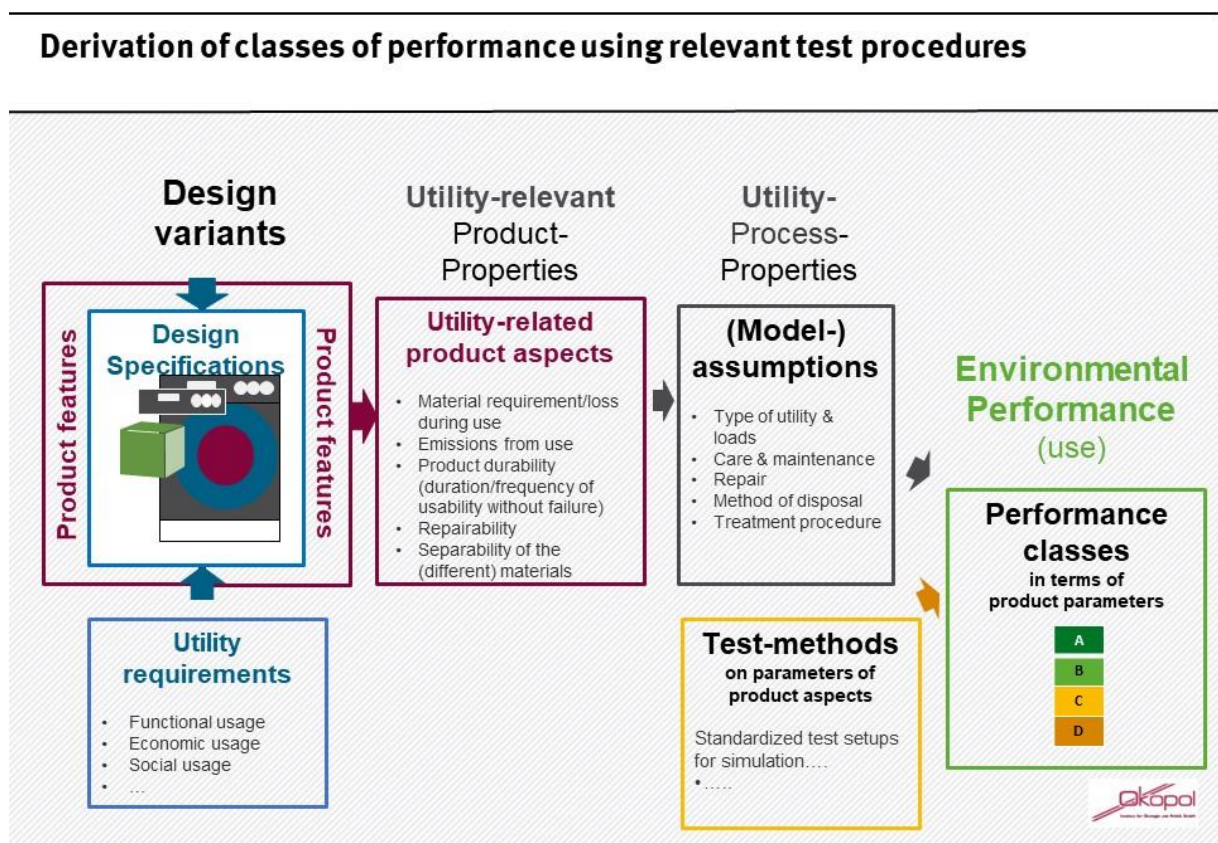 Derivation of classes of performance using relevant test procedures
Design
variants
Product features
Design
Specifications
Product features
Utility
requirements
• Functional usage
• Economic usage
• Social usage
• ...
Utility-relevant
Product-
Properties
Utility-related
product aspects
• Material requirement/loss
during use
• Emissions from use
• Product durability
(duration/frequency of
usability without failure)
• Repairability
• Separability of the
(different) materials
Utility-
Process-
Properties
(Model-)
assumptions
• Type of utility &
loads
• Care & maintenance
• Repair
• Method of disposal
• Treatment procedure
Test-methods
on parameters of
product aspects
Standardized test setups
for simulation….
•…..
Environmental
Performance
(use)
Performance
classes
in terms of
product parameters
A
B
C
D
Ökopol